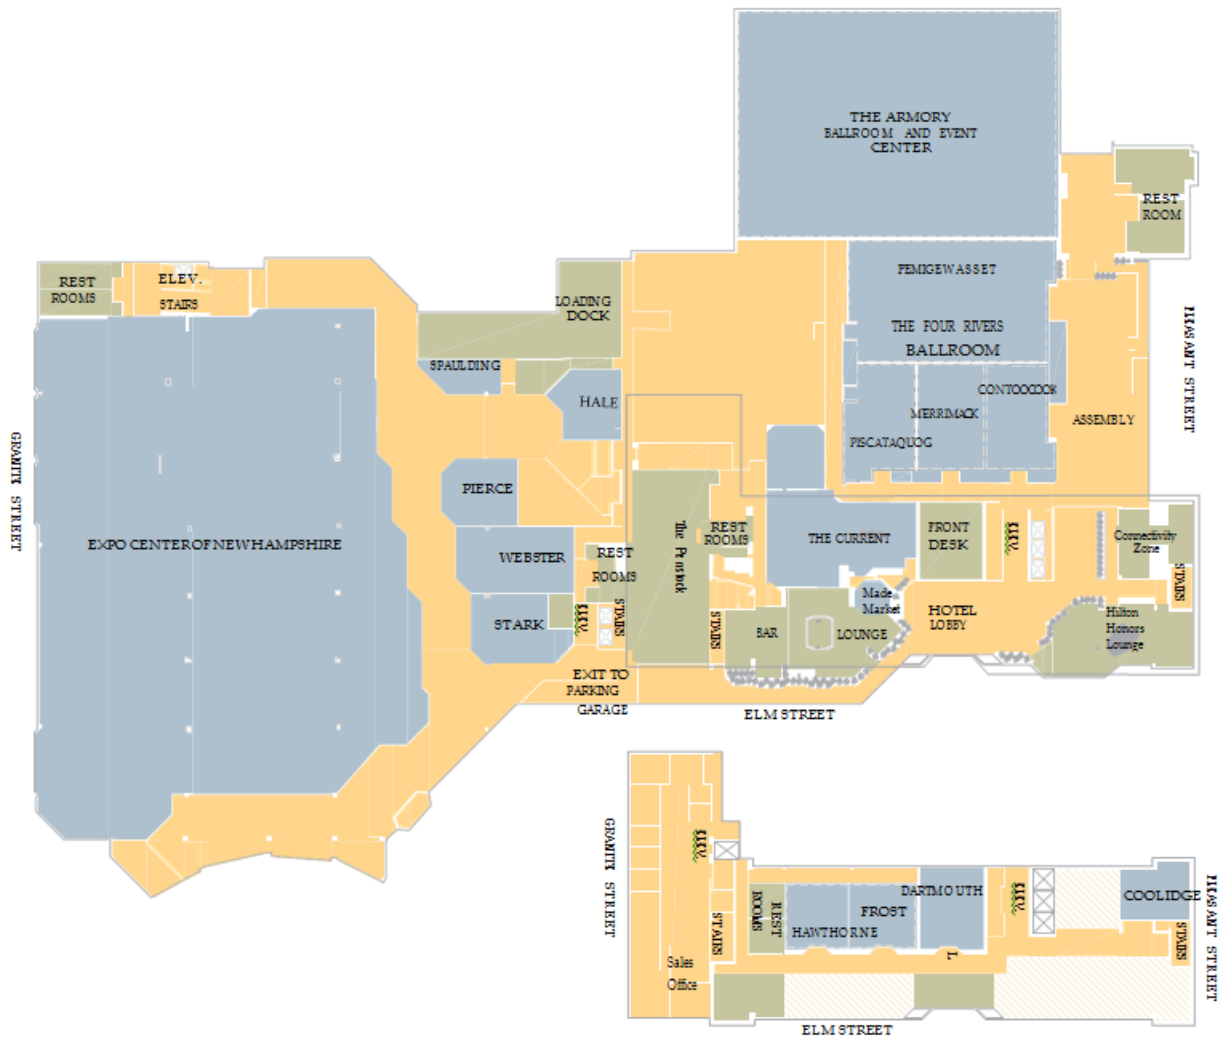 THE ARMORY
BALLROOM AND EVENT
CENTER
REST
ROOM
PEMIGEWASSET
THE FOUR RIVERS
BALLROOM
CONTOOCOOK
MERRIMACK
PISCATAQUOG
ASSEMBLY
PLEASANT STREET
REST
ROOMS
ELEV.
STAIRS
LOADING
DOCK
SPAULDING
HALE
GRANITE STREET
EXPO CENTER OF NEW HAMPSHIRE
PIERCE
WEBSTER
STARK
REST
ROOMS
ELEV.
STAIRS
The Penstock
REST
ROOMS
STAIRS
THE CURRENT
FRONT
DESK
ELEV.
Connectivity
Zone
STAIRS
Made
Market
BAR
LOUNGE
HOTEL
LOBBY
Hilton
Honors
Lounge
EXIT TO
PARKING
GARAGE
ELM STREET
GRANITE STREET
ELEV.
STAIRS
Sales
Office
REST
ROOMS
HAWTHORNE
FROST
DARTMOUTH
L.
ELEV.
COOLIDGE
STAIRS
PLEASANT STREET
ELM STREET